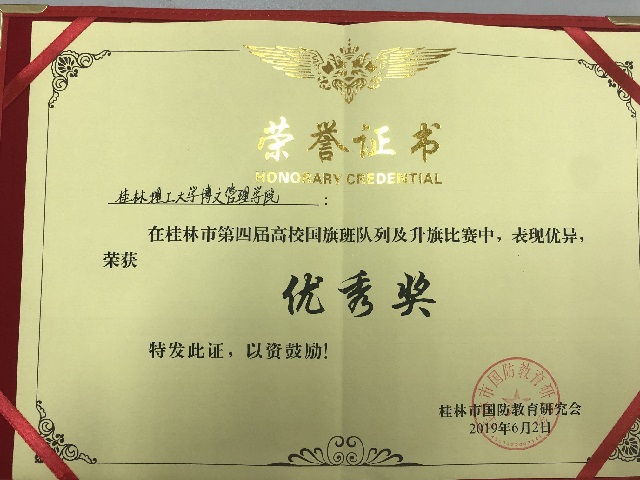 荣誉证书
HONORARY CREDENTIAL
桂林理工大学博文管理学院：
在桂林市第四届高校国旗班队列及升旗比赛中，表现优异，
荣获
优秀奖
特发此证，以资鼓励！
桂林市国防教育研究会
2019年6月2日